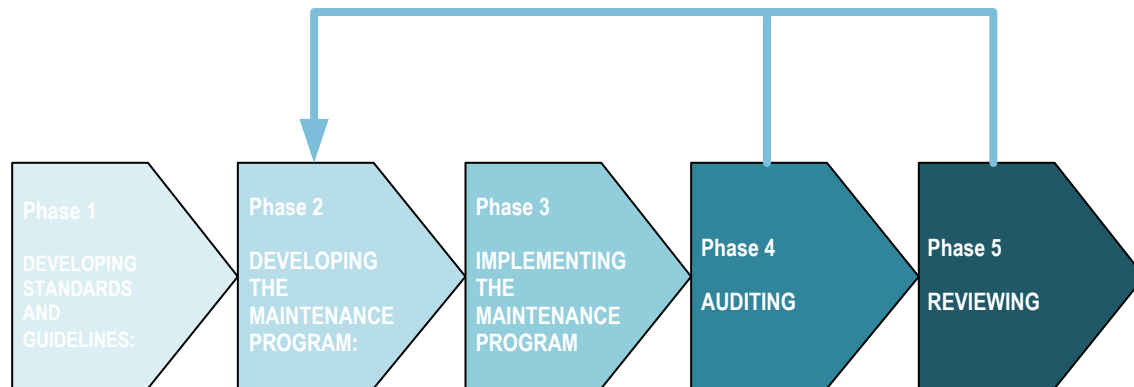 Phase 1
DEVELOPING
STANDARDS
AND
GUIDELINES:
Phase 2
DEVELOPING
THE
MAINTENANCE
PROGRAM:
Phase 3
IMPLEMENTING
THE
MAINTENANCE
PROGRAM
Phase 4
AUDITING
Phase 5
REVIEWING